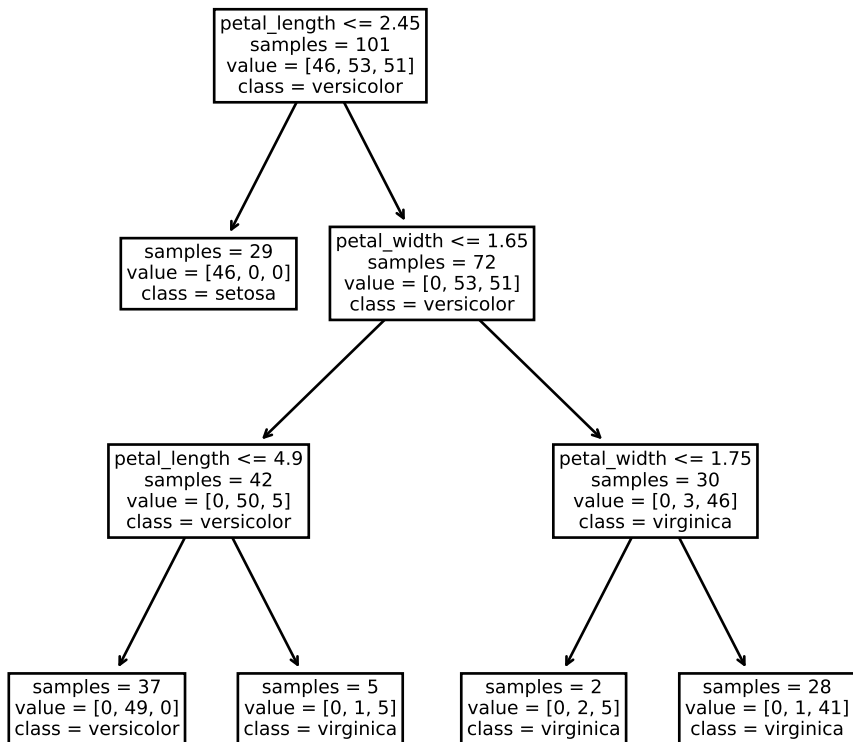 petal_length <= 2.45
samples = 101
value = [46, 53, 51]
class = versicolor
samples = 29
value = [46, 0, 0]
class = setosa
petal_width <= 1.65
samples = 72
value = [0, 53, 51]
class = versicolor
petal_length <= 4.9
samples = 42
value = [0, 50, 5]
class = versicolor
petal_width <= 1.75
samples = 30
value = [0, 3, 46]
class = virginica
samples = 37
value = [0, 49, 0]
class = versicolor
samples = 5
value = [0, 1, 5]
class = virginica
samples = 2
value = [0, 2, 5]
class = virginica
samples = 28
value = [0, 1, 41]
class = virginica